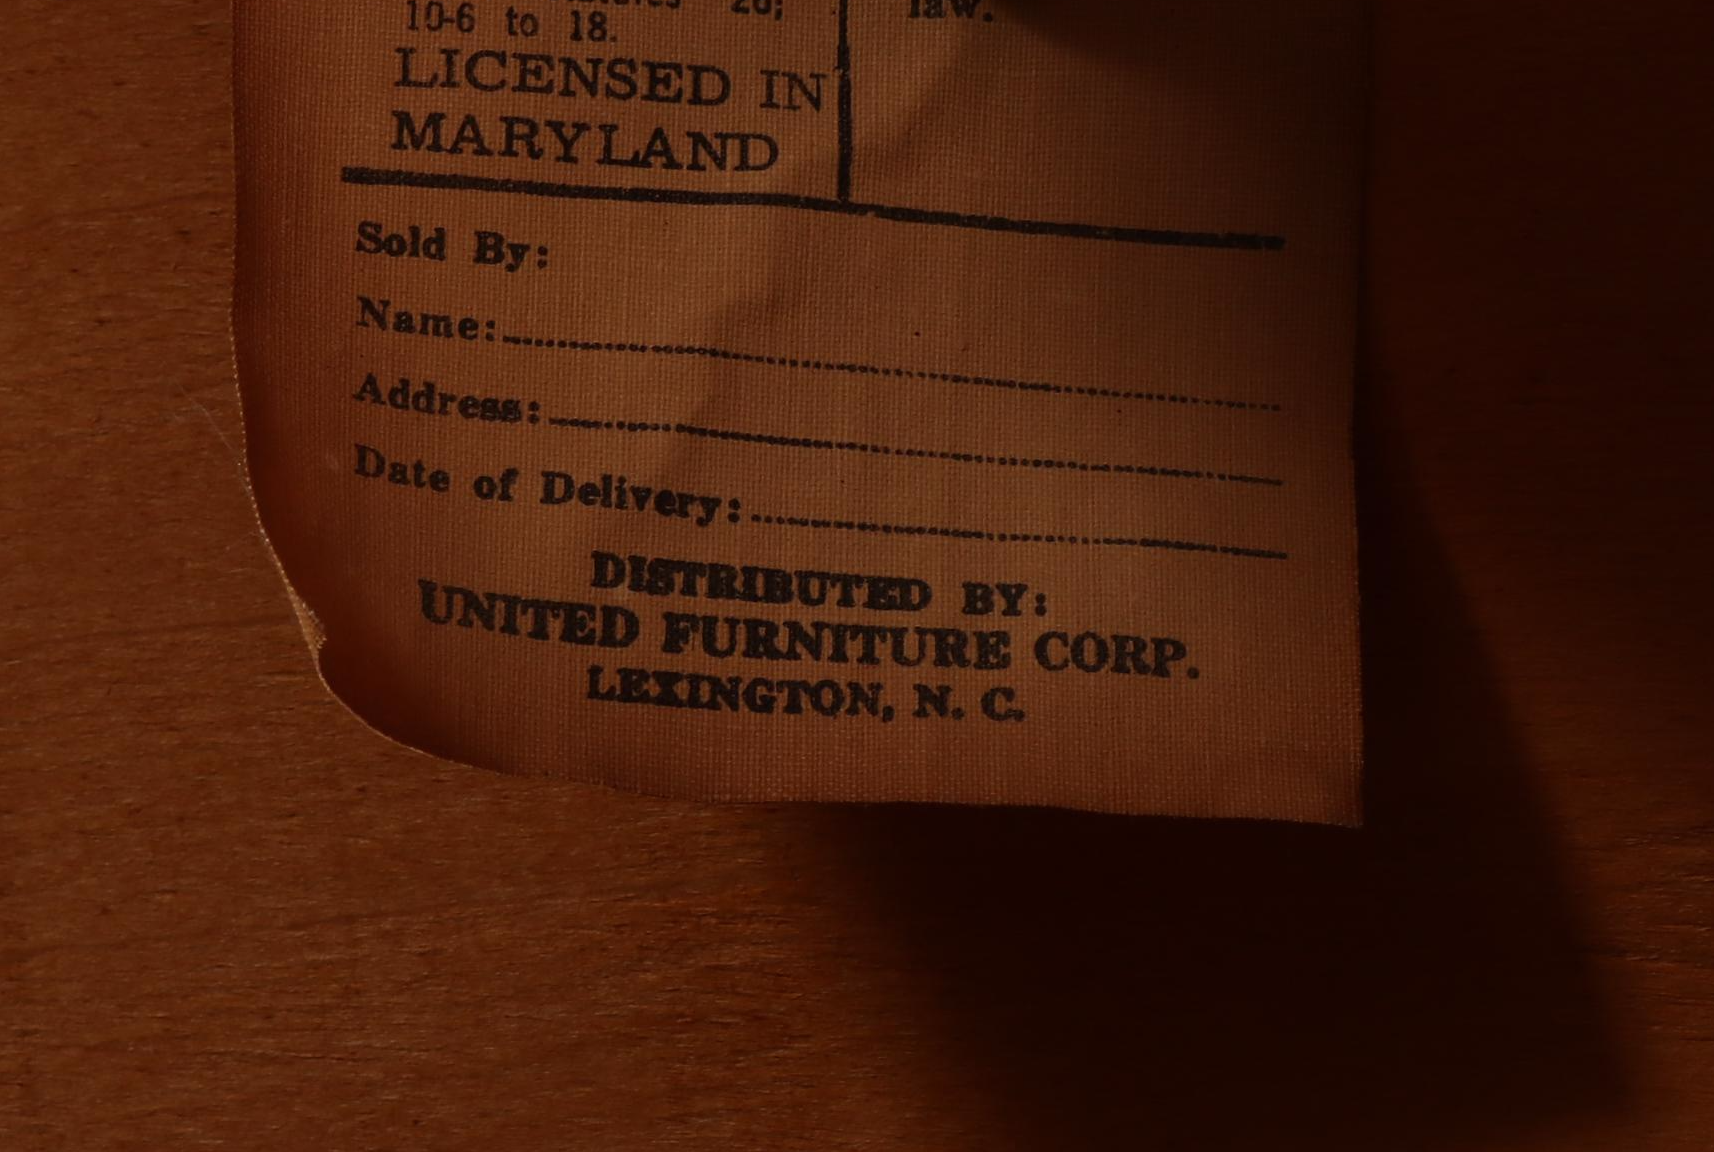 26;
law.
10-6 to 18.
LICENSED IN
MARYLAND
Sold By:
Name:
Address:
Date of Delivery:
DISTRIBUTED BY:
UNITED FURNITURE CORP.
LEXINGTON, N. C.